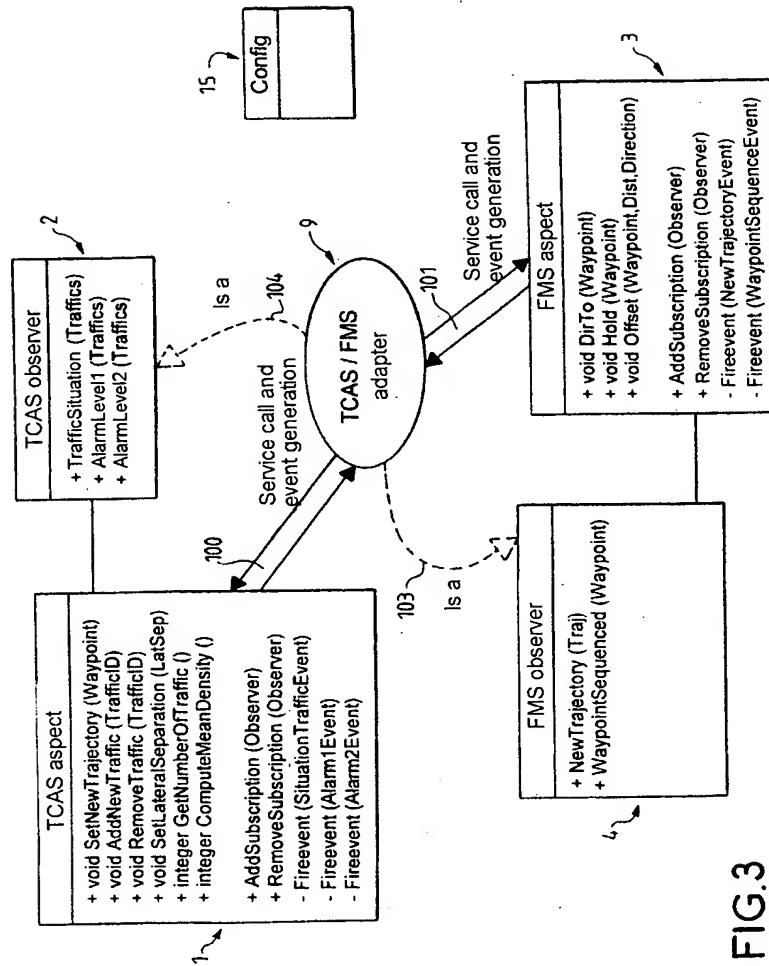 TCAS aspect
+ void SetNewTrajectory (Waypoint)
+ void AddNewTraffic (TrafficID)
+ void RemoveTraffic (TrafficID)
+ void SetLateralSeparation (LatSep)
+ integer GetNumberOfTraffic ()
+ integer ComputeMeanDensity ()
+ AddSubscription (Observer)
+ RemoveSubscription (Observer)
- Fireevent (SituationTrafficEvent)
- Fireevent (Alarm1Event)
- Fireevent (Alarm2Event)
1
TCAS observer
+TrafficSituation (Traffics)
+ AlarmLevel1 (Traffics)
+ AlarmLevel2 (Traffics)
2
Service call and
event generation
100
Is a
104
TCAS / FMS
adapter
9
15
Config
103
Is a
Service call and
event generation
101
FMS observer
+ NewTrajectory (Traj)
+ WaypointSequenced (Waypoint)
4
FMS aspect
+ void DirTo (Waypoint)
+ void Hold (Waypoint)
+ void Offset (Waypoint,Dist,Direction)
+ AddSubscription (Observer)
+ RemoveSubscription (Observer)
- Fireevent (NewTrajectoryEvent)
- Fireevent (WaypointSequenceEvent)
3
FIG.3